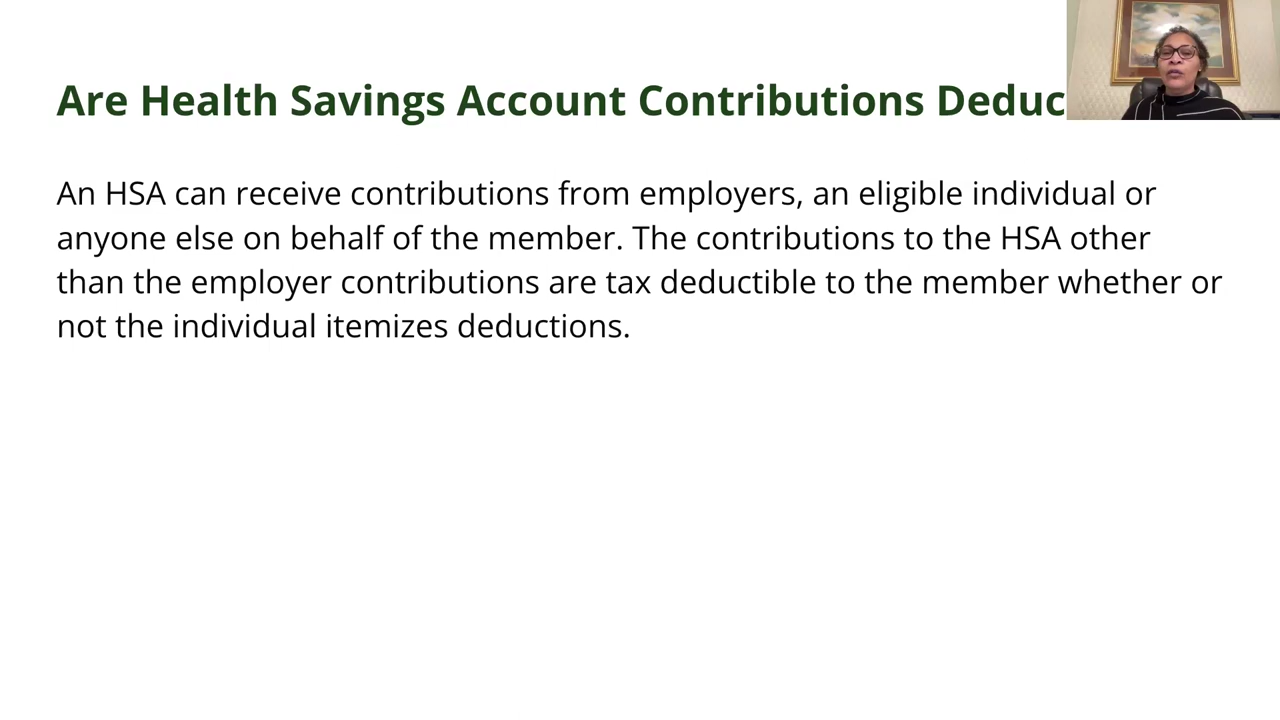 Are Health Savings Account Contributions Deduc
An HSA can receive contributions from employers, an eligible individual or
anyone else on behalf of the member. The contributions to the HSA other
than the employer contributions are tax deductible to the member whether or
not the individual itemizes deductions.